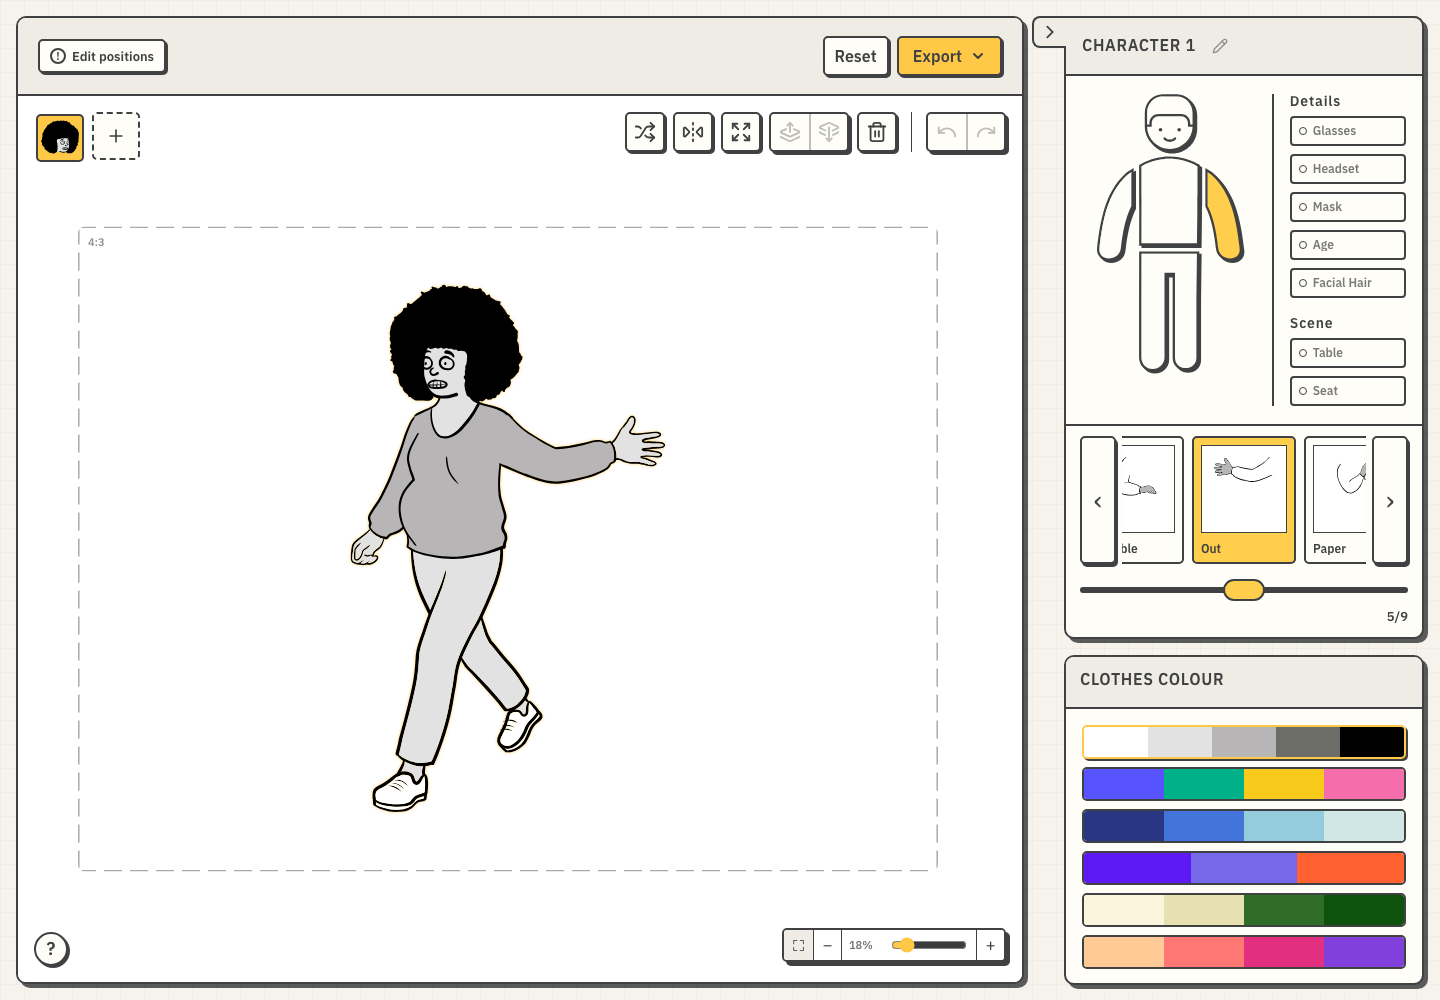 Edit positions
Reset
Export
CHARACTER 1
4:3
Details
Glasses
Headset
Mask
Age
Facial Hair
Scene
Table
Seat
ble
Out
Paper
5/9
CLOTHES COLOUR
?
18%